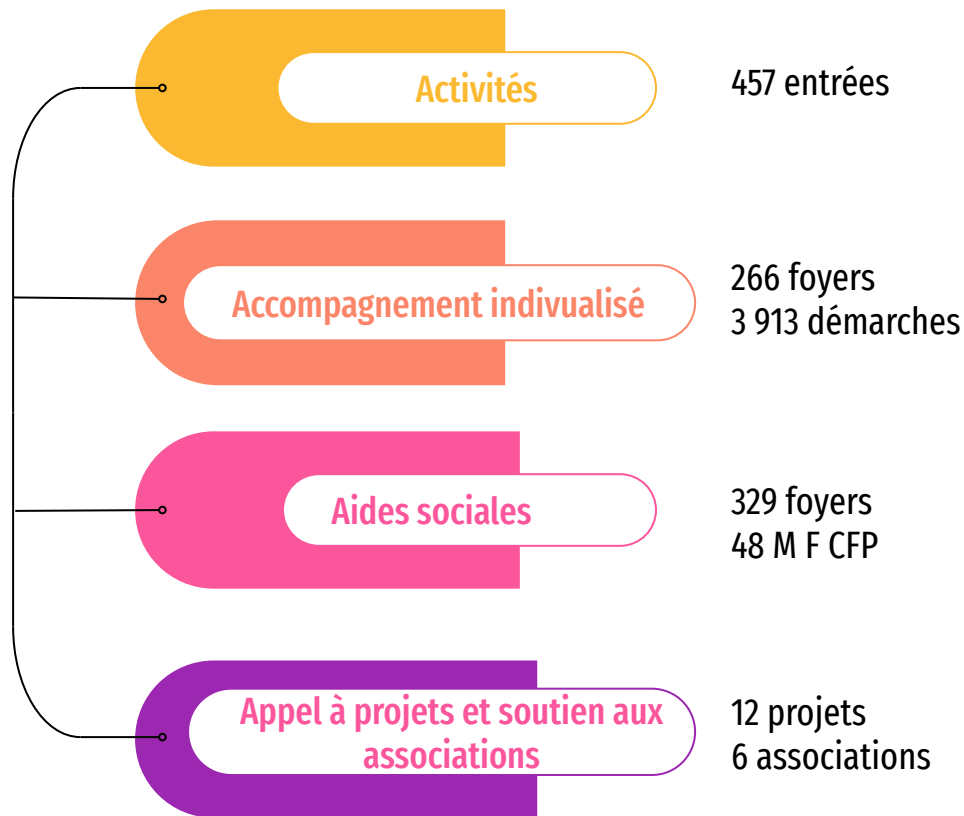 Activités
457 entrées
Accompagnement indivualisé
266 foyers
3 913 démarches
Aides sociales
329 foyers
48 M F CFP
Appel à projets et soutien aux
associations
12 projets
6 associations